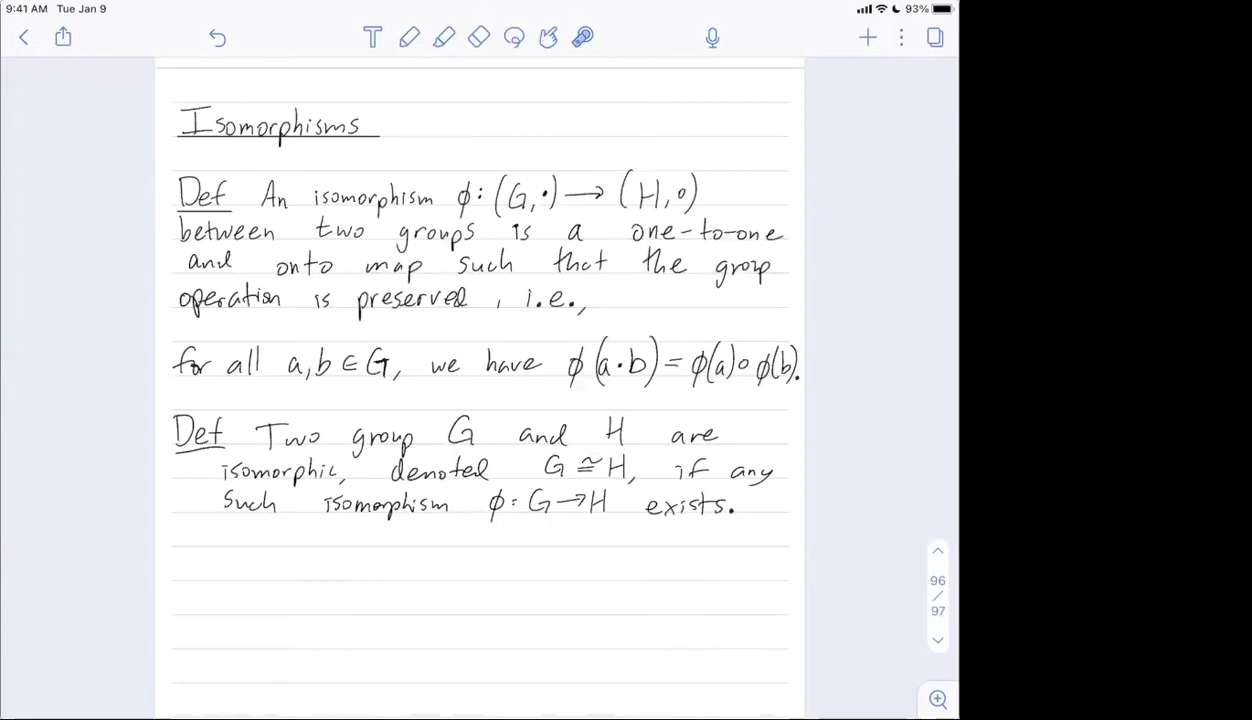 9:41 AM Tue Jan 9
93%
Isomorphisms
Def An isomorphism ϕ: (G, ·) → (H, ∘)
between two groups is a one-to-one
and onto map such that the group
operation is preserved, i.e.,
for all a, b ∈ G, we have ϕ(a·b) = ϕ(a)∘ϕ(b).
Def Two group G and H are
isomorphic, denoted G ≅ H, if any
such isomorphism ϕ: G → H exists.
96
/
97